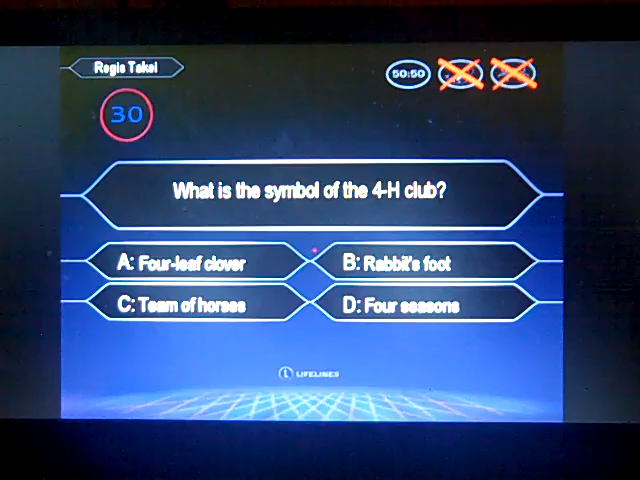 Regis Takei
50:50
30
What is the symbol of the 4-H club?
A: Four-leaf clover
B: Rabbit's foot
C: Team of horses
D: Four seasons
L LIFELINES